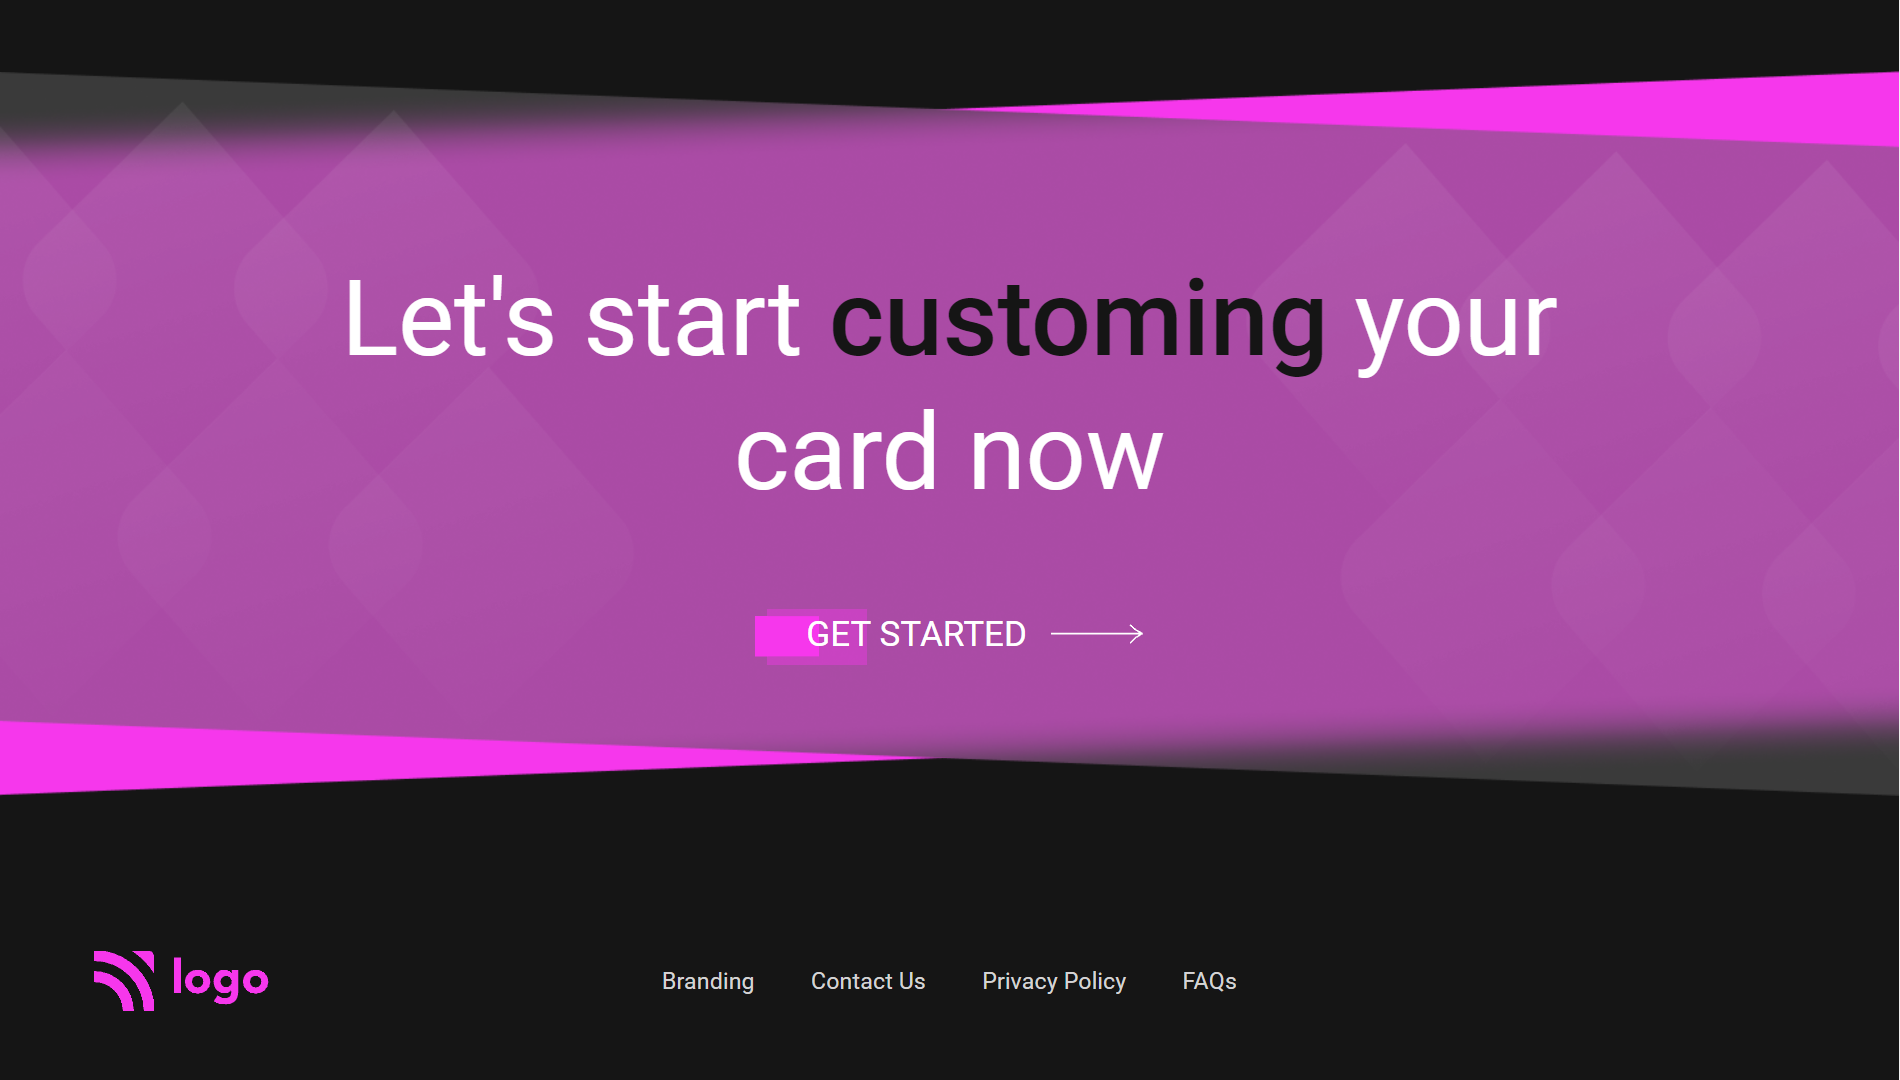 Let's start customing your
card now
GET STARTED
logo
Branding Contact Us Privacy Policy FAQs